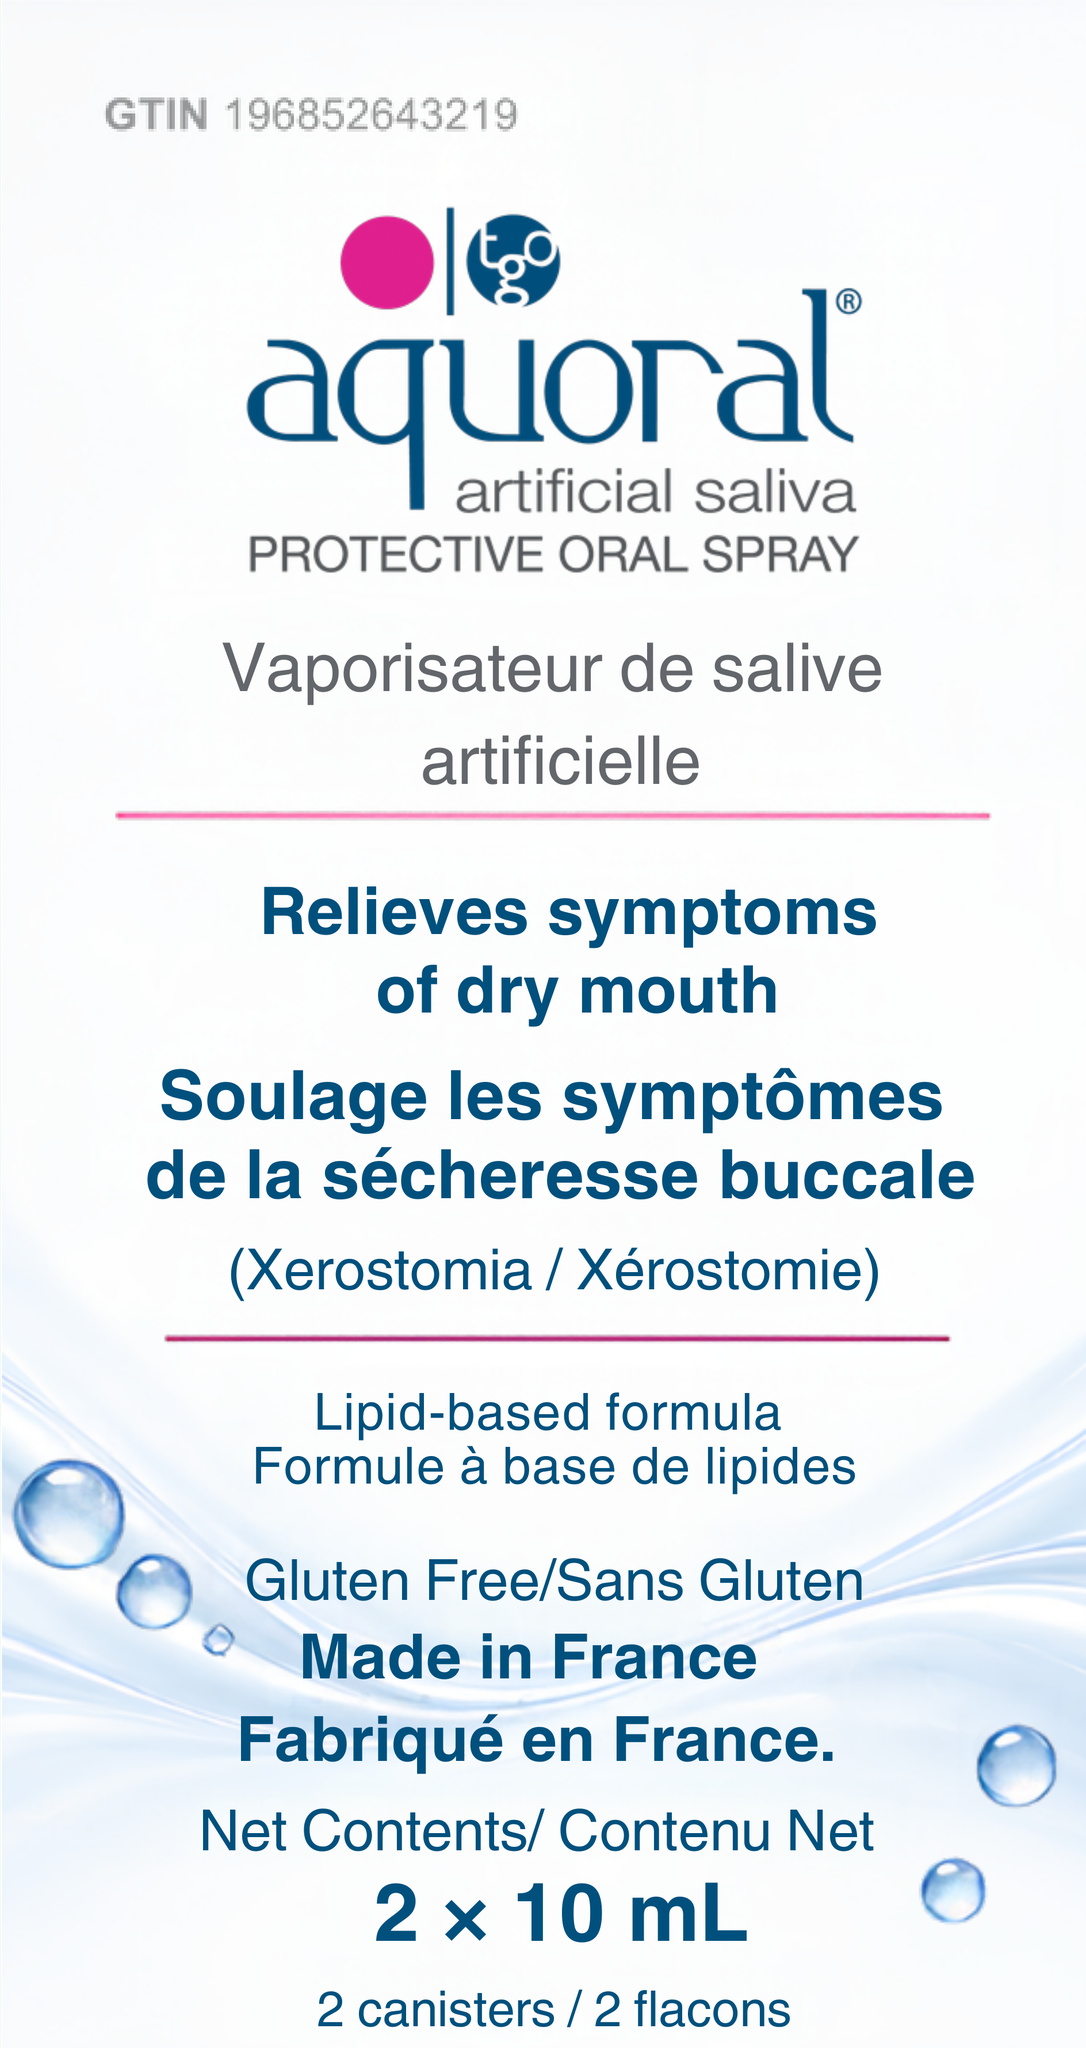 GTIN 196852643219
tgo
aquoral®
artificial saliva
PROTECTIVE ORAL SPRAY
Vaporisateur de salive
artificielle
Relieves symptoms
of dry mouth
Soulage les symptômes
de la sécheresse buccale
(Xerostomia / Xérostomie)
Lipid-based formula
Formule à base de lipides
Gluten Free/Sans Gluten
Made in France
Fabriqué en France.
Net Contents/ Contenu Net
2 × 10 mL
2 canisters / 2 flacons